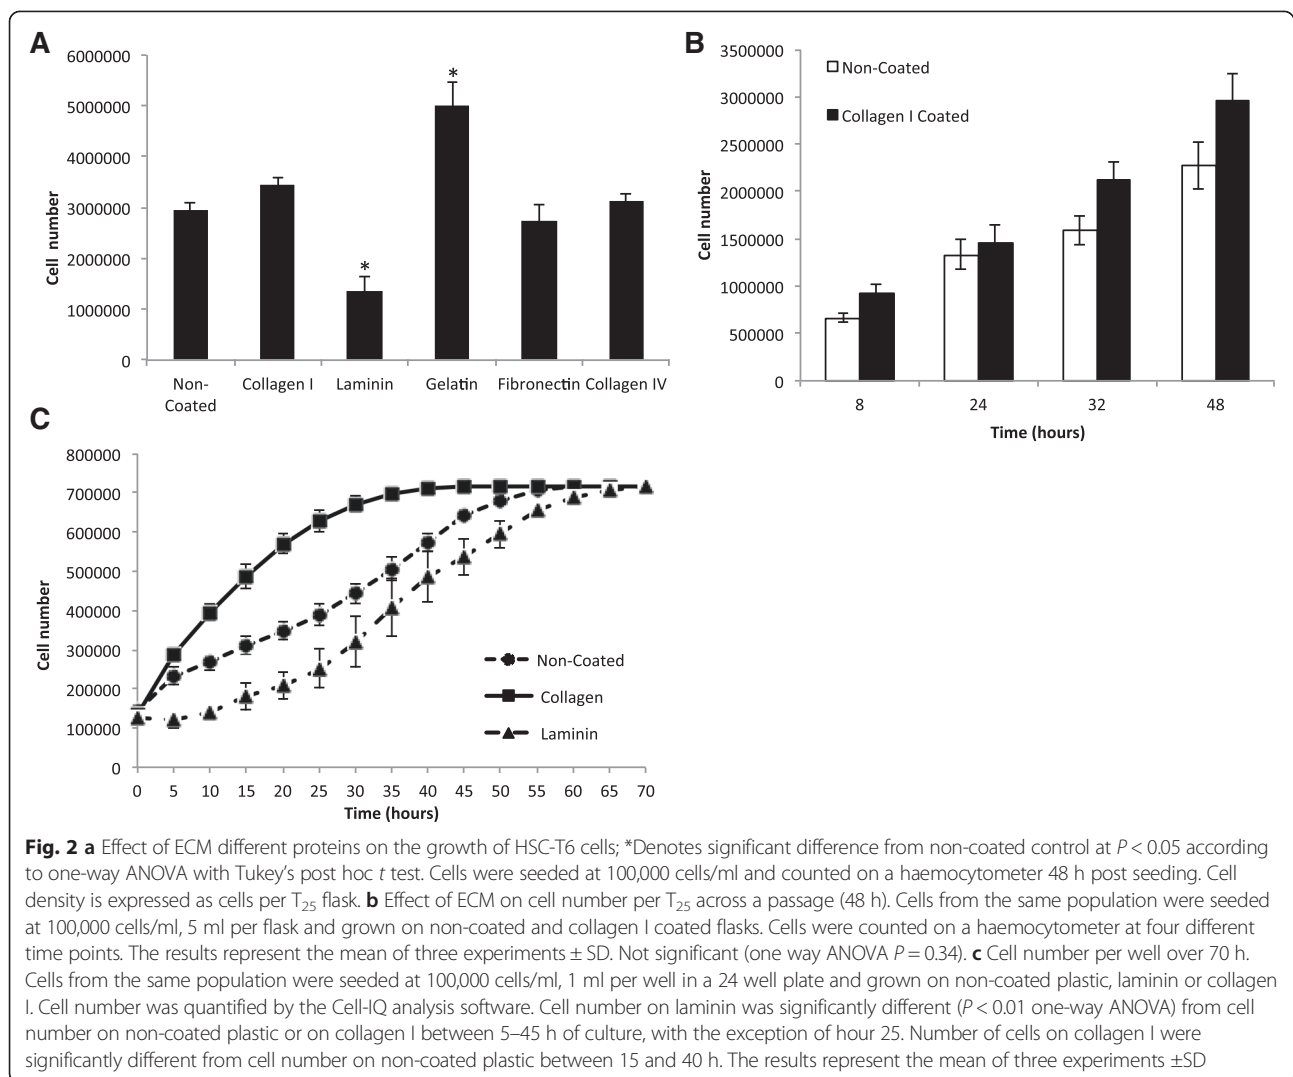 A
6000000
5000000
4000000
3000000
2000000
1000000
0
Cell number
*
*
Non-
Coated
Collagen I
Laminin
Gelatin
Fibronectin
Collagen IV
B
3500000
3000000
2500000
2000000
1500000
1000000
500000
0
Cell number
Non-Coated
Collagen I Coated
8
24
32
48
Time (hours)
C
800000
700000
600000
500000
400000
300000
200000
100000
0
Cell number
Non-Coated
Collagen
Laminin
0 5 10 15 20 25 30 35 40 45 50 55 60 65 70
Time (hours)
Fig. 2 a Effect of ECM different proteins on the growth of HSC-T6 cells; *Denotes significant difference from non-coated control at P < 0.05 according
to one-way ANOVA with Tukey's post hoc t test. Cells were seeded at 100,000 cells/ml and counted on a haemocytometer 48 h post seeding. Cell
density is expressed as cells per T25 flask. b Effect of ECM on cell number per T25 across a passage (48 h). Cells from the same population were seeded
at 100,000 cells/ml, 5 ml per flask and grown on non-coated and collagen I coated flasks. Cells were counted on a haemocytometer at four different
time points. The results represent the mean of three experiments ± SD. Not significant (one way ANOVA P = 0.34). c Cell number per well over 70 h.
Cells from the same population were seeded at 100,000 cells/ml, 1 ml per well in a 24 well plate and grown on non-coated plastic, laminin or collagen
I. Cell number was quantified by the Cell-IQ analysis software. Cell number on laminin was significantly different (P < 0.01 one-way ANOVA) from cell
number on non-coated plastic or on collagen I between 5–45 h of culture, with the exception of hour 25. Number of cells on collagen I were
significantly different from cell number on non-coated plastic between 15 and 40 h. The results represent the mean of three experiments ±SD